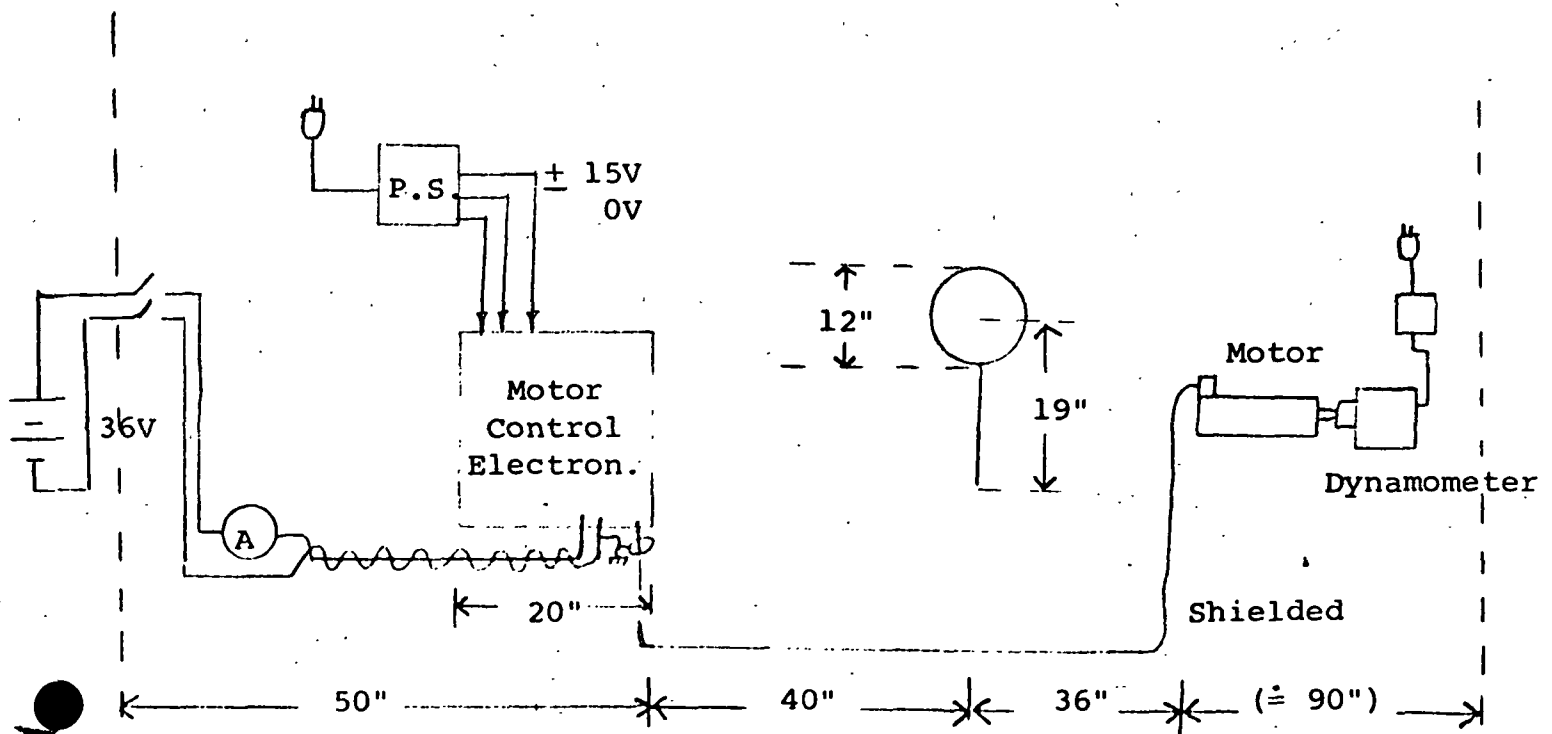 P.S.
± 15V
0V
36V
Motor
Control
Electron.
A
20"
12"
19"
Motor
Dynamometer
Shielded
50"
40"
36"
(≐ 90")